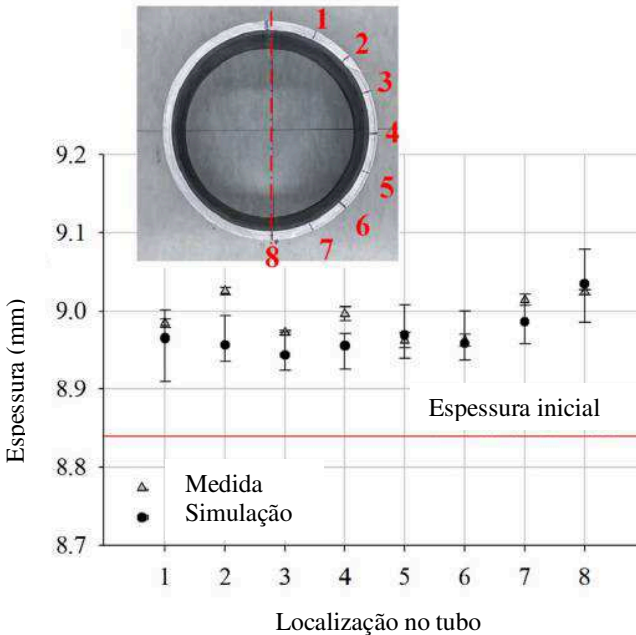 1
2
3
4
5
6
7
8
9.2
9.1
9.0
8.9
8.8
8.7
Espessura (mm)
Espessura inicial
Medida
Simulação
1 2 3 4 5 6 7 8
Localização no tubo